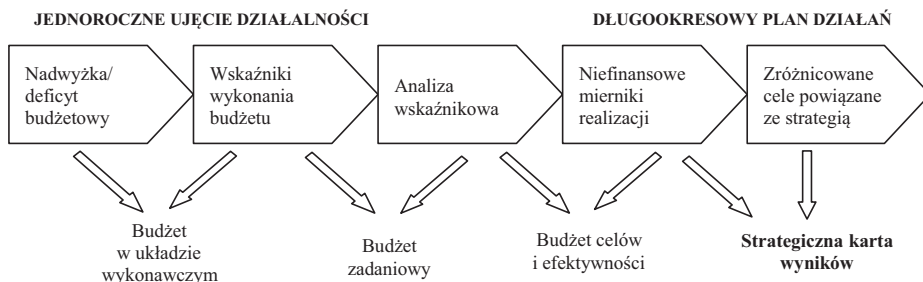 JEDNOROCZNE UJĘCIE DZIAŁALNOŚCI
DŁUGOOKRESOWY PLAN DZIAŁAŃ
Nadwyżka/
deficyt
budżetowy
Wskaźniki
wykonania
budżetu
Analiza
wskaźnikowa
Niefinansowe
mierniki
realizacji
Zróżnicowane
cele powiązane
ze strategią
Budżet
w układzie
wykonawczym
Budżet
zadaniowy
Budżet celów
i efektywności
Strategiczna karta
wyników